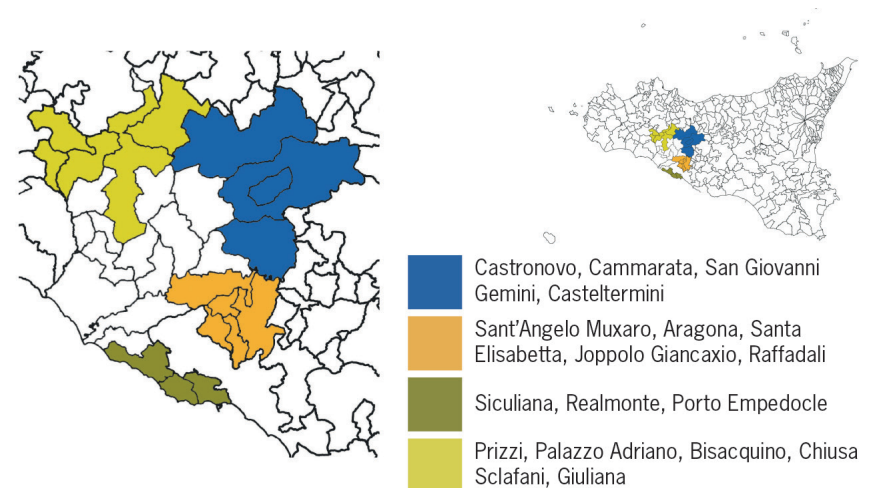 Castronovo, Cammarata, San Giovanni
Gemini, Casteltermini
Sant’Angelo Muxaro, Aragona, Santa
Elisabetta, Joppolo Giancaxio, Raffadali
Siculiana, Realmonte, Porto Empedocle
Prizzi, Palazzo Adriano, Bisacquino, Chiusa
Sclafani, Giuliana